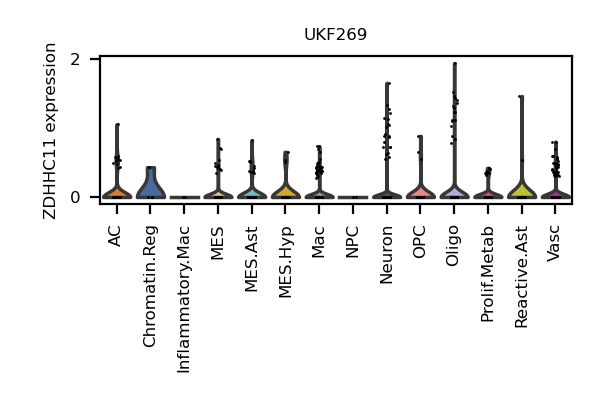 UKF269
ZDHHC11 expression
2
0
AC
Chromatin.Reg
Inflammatory.Mac
MES
MES.Ast
MES.Hyp
Mac
NPC
Neuron
OPC
Oligo
Prolif.Metab
Reactive.Ast
Vasc